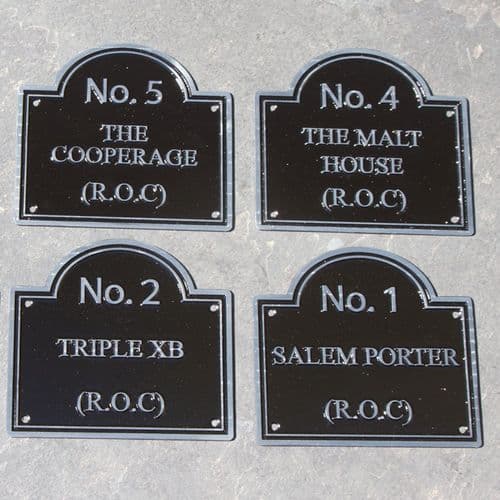 No. 5
THE
COOPERAGE
(R.O.C)
No. 4
THE MALT
HOUSE
(R.O.C)
No. 2
TRIPLE XB
(R.O.C)
No. 1
SALEM PORTER
(R.O.C)